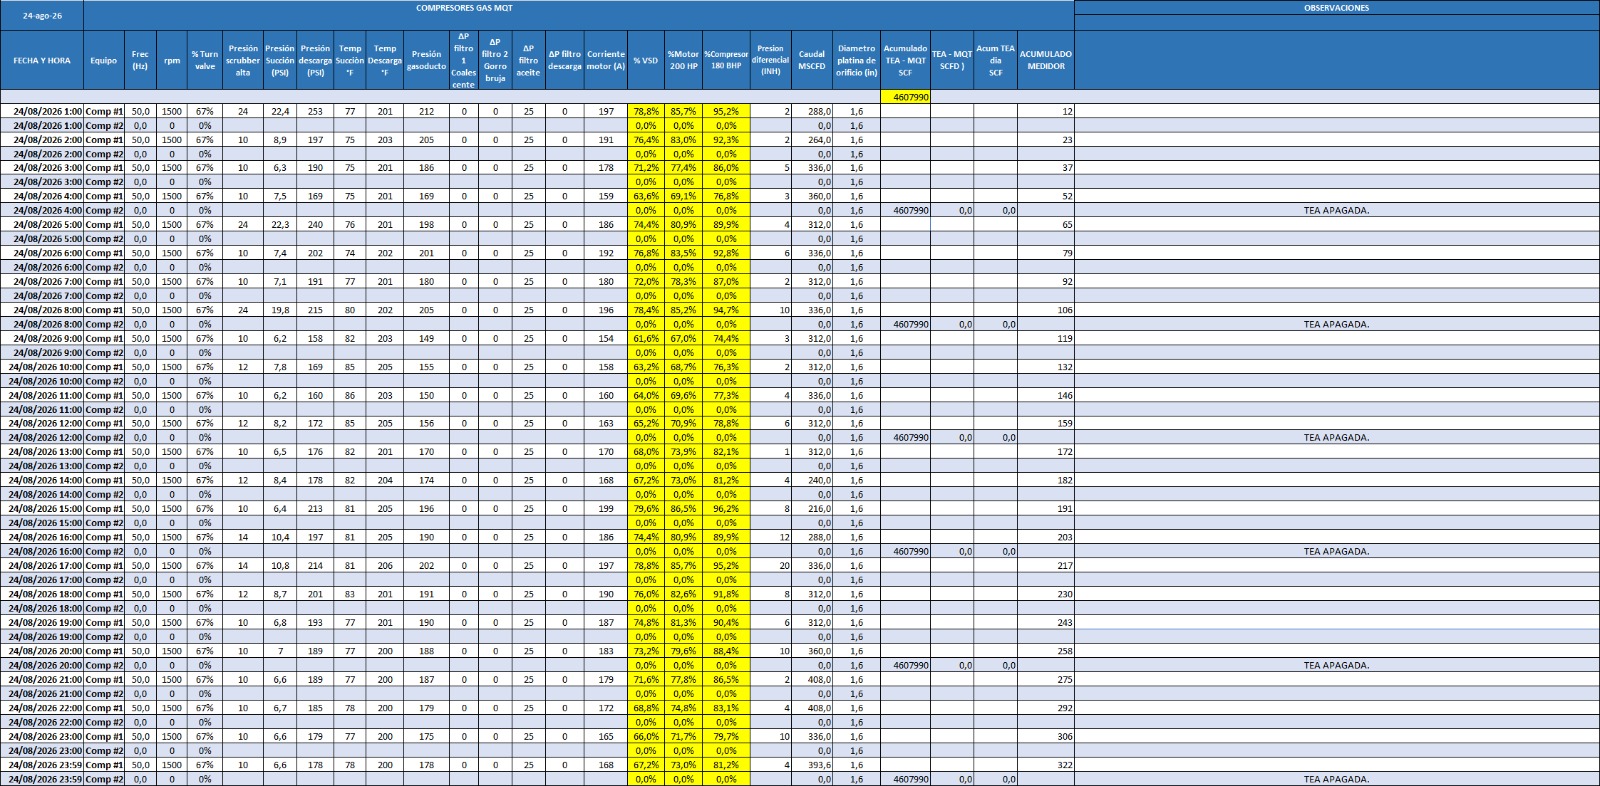 24-ago-26 COMPRESORES GAS MQT OBSERVACIONES
FECHA Y HORA Equipo Frec (Hz) rpm % Turn valve Presión scrubber alta Presión Succión (PSI) Presión descarga (PSI) Temp Succión °F Temp Descarga °F Presión gasoducto ΔP filtro 1 Coales cente ΔP filtro 2 Gorro bruja ΔP filtro aceite ΔP filtro descarga Corriente motor (A) % VSD %Motor 200 HP %Compresor 180 BHP Presion diferencial (INH) Caudal MSCFD Diametro platina de orificio (in) Acumulado TEA - MQT SCF TEA - MQT SCFD ) Acum TEA dia SCF ACUMULADO MEDIDOR
4607990
24/08/2026 1:00 Comp #1 50,0 1500 67% 24 22,4 253 77 201 212 0 0 25 0 197 78,8% 85,7% 95,2% 2 288,0 1,6 12
24/08/2026 1:00 Comp #2 0,0 0 0% 0,0% 0,0% 0,0% 0,0 1,6
24/08/2026 2:00 Comp #1 50,0 1500 67% 10 8,9 197 75 203 205 0 0 25 0 191 76,4% 83,0% 92,3% 2 264,0 1,6 23
24/08/2026 2:00 Comp #2 0,0 0 0% 0,0% 0,0% 0,0% 0,0 1,6
24/08/2026 3:00 Comp #1 50,0 1500 67% 10 6,3 190 75 201 186 0 0 25 0 178 71,2% 77,4% 86,0% 5 336,0 1,6 37
24/08/2026 3:00 Comp #2 0,0 0 0% 0,0% 0,0% 0,0% 0,0 1,6
24/08/2026 4:00 Comp #1 50,0 1500 67% 10 7,5 169 75 201 169 0 0 25 0 159 63,6% 69,1% 76,8% 3 360,0 1,6 52
24/08/2026 4:00 Comp #2 0,0 0 0% 0,0% 0,0% 0,0% 0,0 1,6 4607990 0,0 0,0 TEA APAGADA.
24/08/2026 5:00 Comp #1 50,0 1500 67% 24 22,3 240 76 201 198 0 0 25 0 186 74,4% 80,9% 89,9% 4 312,0 1,6 65
24/08/2026 5:00 Comp #2 0,0 0 0% 0,0% 0,0% 0,0% 0,0 1,6
24/08/2026 6:00 Comp #1 50,0 1500 67% 10 7,4 202 74 202 201 0 0 25 0 192 76,8% 83,5% 92,8% 6 336,0 1,6 79
24/08/2026 6:00 Comp #2 0,0 0 0% 0,0% 0,0% 0,0% 0,0 1,6
24/08/2026 7:00 Comp #1 50,0 1500 67% 10 7,1 191 77 201 180 0 0 25 0 180 72,0% 78,3% 87,0% 2 312,0 1,6 92
24/08/2026 7:00 Comp #2 0,0 0 0% 0,0% 0,0% 0,0% 0,0 1,6
24/08/2026 8:00 Comp #1 50,0 1500 67% 24 19,8 215 80 202 205 0 0 25 0 196 78,4% 85,2% 94,7% 10 336,0 1,6 106
24/08/2026 8:00 Comp #2 0,0 0 0% 0,0% 0,0% 0,0% 0,0 1,6 4607990 0,0 0,0 TEA APAGADA.
24/08/2026 9:00 Comp #1 50,0 1500 67% 10 6,2 158 82 203 149 0 0 25 0 154 61,6% 67,0% 74,4% 3 312,0 1,6 119
24/08/2026 9:00 Comp #2 0,0 0 0% 0,0% 0,0% 0,0% 0,0 1,6
24/08/2026 10:00 Comp #1 50,0 1500 67% 12 7,8 169 85 205 155 0 0 25 0 158 63,2% 68,7% 76,3% 2 312,0 1,6 132
24/08/2026 10:00 Comp #2 0,0 0 0% 0,0% 0,0% 0,0% 0,0 1,6
24/08/2026 11:00 Comp #1 50,0 1500 67% 10 6,2 160 86 203 150 0 0 25 0 160 64,0% 69,6% 77,3% 4 336,0 1,6 146
24/08/2026 11:00 Comp #2 0,0 0 0% 0,0% 0,0% 0,0% 0,0 1,6
24/08/2026 12:00 Comp #1 50,0 1500 67% 12 8,2 172 85 205 156 0 0 25 0 163 65,2% 70,9% 78,8% 6 312,0 1,6 159
24/08/2026 12:00 Comp #2 0,0 0 0% 0,0% 0,0% 0,0% 0,0 1,6 4607990 0,0 0,0 TEA APAGADA.
24/08/2026 13:00 Comp #1 50,0 1500 67% 10 6,5 176 82 201 170 0 0 25 0 170 68,0% 73,9% 82,1% 1 312,0 1,6 172
24/08/2026 13:00 Comp #2 0,0 0 0% 0,0% 0,0% 0,0% 0,0 1,6
24/08/2026 14:00 Comp #1 50,0 1500 67% 12 8,4 178 82 204 174 0 0 25 0 168 67,2% 73,0% 81,2% 4 240,0 1,6 182
24/08/2026 14:00 Comp #2 0,0 0 0% 0,0% 0,0% 0,0% 0,0 1,6
24/08/2026 15:00 Comp #1 50,0 1500 67% 10 6,4 213 81 205 196 0 0 25 0 199 79,6% 86,5% 96,2% 8 216,0 1,6 191
24/08/2026 15:00 Comp #2 0,0 0 0% 0,0% 0,0% 0,0% 0,0 1,6
24/08/2026 16:00 Comp #1 50,0 1500 67% 14 10,4 197 81 205 190 0 0 25 0 186 74,4% 80,9% 89,9% 12 288,0 1,6 203
24/08/2026 16:00 Comp #2 0,0 0 0% 0,0% 0,0% 0,0% 0,0 1,6 4607990 0,0 0,0 TEA APAGADA.
24/08/2026 17:00 Comp #1 50,0 1500 67% 14 10,8 214 81 206 202 0 0 25 0 197 78,8% 85,7% 95,2% 20 336,0 1,6 217
24/08/2026 17:00 Comp #2 0,0 0 0% 0,0% 0,0% 0,0% 0,0 1,6
24/08/2026 18:00 Comp #1 50,0 1500 67% 12 8,7 201 83 201 191 0 0 25 0 190 76,0% 82,6% 91,8% 8 312,0 1,6 230
24/08/2026 18:00 Comp #2 0,0 0 0% 0,0% 0,0% 0,0% 0,0 1,6
24/08/2026 19:00 Comp #1 50,0 1500 67% 10 6,8 193 77 201 190 0 0 25 0 187 74,8% 81,3% 90,4% 6 312,0 1,6 243
24/08/2026 19:00 Comp #2 0,0 0 0% 0,0% 0,0% 0,0% 0,0 1,6
24/08/2026 20:00 Comp #1 50,0 1500 67% 10 7 189 77 200 188 0 0 25 0 183 73,2% 79,6% 88,4% 10 360,0 1,6 258
24/08/2026 20:00 Comp #2 0,0 0 0% 0,0% 0,0% 0,0% 0,0 1,6 4607990 0,0 0,0 TEA APAGADA.
24/08/2026 21:00 Comp #1 50,0 1500 67% 10 6,6 189 77 200 187 0 0 25 0 179 71,6% 77,8% 86,5% 2 408,0 1,6 275
24/08/2026 21:00 Comp #2 0,0 0 0% 0,0% 0,0% 0,0% 0,0 1,6
24/08/2026 22:00 Comp #1 50,0 1500 67% 10 6,7 185 78 200 179 0 0 25 0 172 68,8% 74,8% 83,1% 4 408,0 1,6 292
24/08/2026 22:00 Comp #2 0,0 0 0% 0,0% 0,0% 0,0% 0,0 1,6
24/08/2026 23:00 Comp #1 50,0 1500 67% 10 6,6 179 77 200 175 0 0 25 0 165 66,0% 71,7% 79,7% 10 336,0 1,6 306
24/08/2026 23:00 Comp #2 0,0 0 0% 0,0% 0,0% 0,0% 0,0 1,6
24/08/2026 23:59 Comp #1 50,0 1500 67% 10 6,6 178 78 200 178 0 0 25 0 168 67,2% 73,0% 81,2% 4 393,6 1,6 322
24/08/2026 23:59 Comp #2 0,0 0 0% 0,0% 0,0% 0,0% 0,0 1,6 4607990 0,0 0,0 TEA APAGADA.